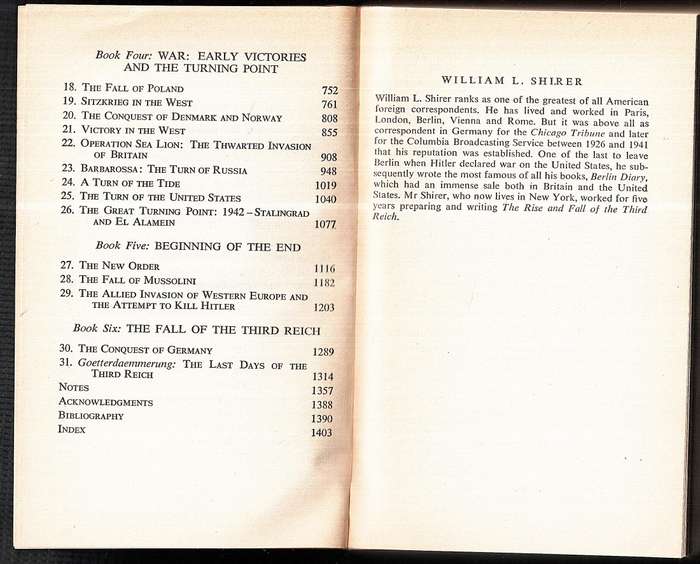 Book Four: WAR: EARLY VICTORIES
AND THE TURNING POINT
18. THE FALL OF POLAND 752
19. SITZKRIEG IN THE WEST 761
20. THE CONQUEST OF DENMARK AND NORWAY 808
21. VICTORY IN THE WEST 855
22. OPERATION SEA LION: THE THWARTED INVASION
OF BRITAIN 908
23. BARBAROSSA: THE TURN OF RUSSIA 948
24. A TURN OF THE TIDE 1019
25. THE TURN OF THE UNITED STATES 1040
26. THE GREAT TURNING POINT: 1942 – STALINGRAD
AND EL ALAMEIN 1077
Book Five: BEGINNING OF THE END
27. THE NEW ORDER 1116
28. THE FALL OF MUSSOLINI 1182
29. THE ALLIED INVASION OF WESTERN EUROPE AND
THE ATTEMPT TO KILL HITLER 1203
Book Six: THE FALL OF THE THIRD REICH
30. THE CONQUEST OF GERMANY 1289
31. Goetterdaemmerung: THE LAST DAYS OF THE
THIRD REICH 1314
NOTES 1357
ACKNOWLEDGMENTS 1388
BIBLIOGRAPHY 1390
INDEX 1403
WILLIAM L. SHIRER
William L. Shirer ranks as one of the greatest of all American
foreign correspondents. He has lived and worked in Paris,
London, Berlin, Vienna and Rome. But it was above all as
correspondent in Germany for the Chicago Tribune and later
for the Columbia Broadcasting Service between 1926 and 1941
that his reputation was established. One of the last to leave
Berlin when Hitler declared war on the United States, he sub-
sequently wrote the most famous of all his books, Berlin Diary,
which had an immense sale both in Britain and the United
States. Mr Shirer, who now lives in New York, worked for five
years preparing and writing The Rise and Fall of the Third
Reich.